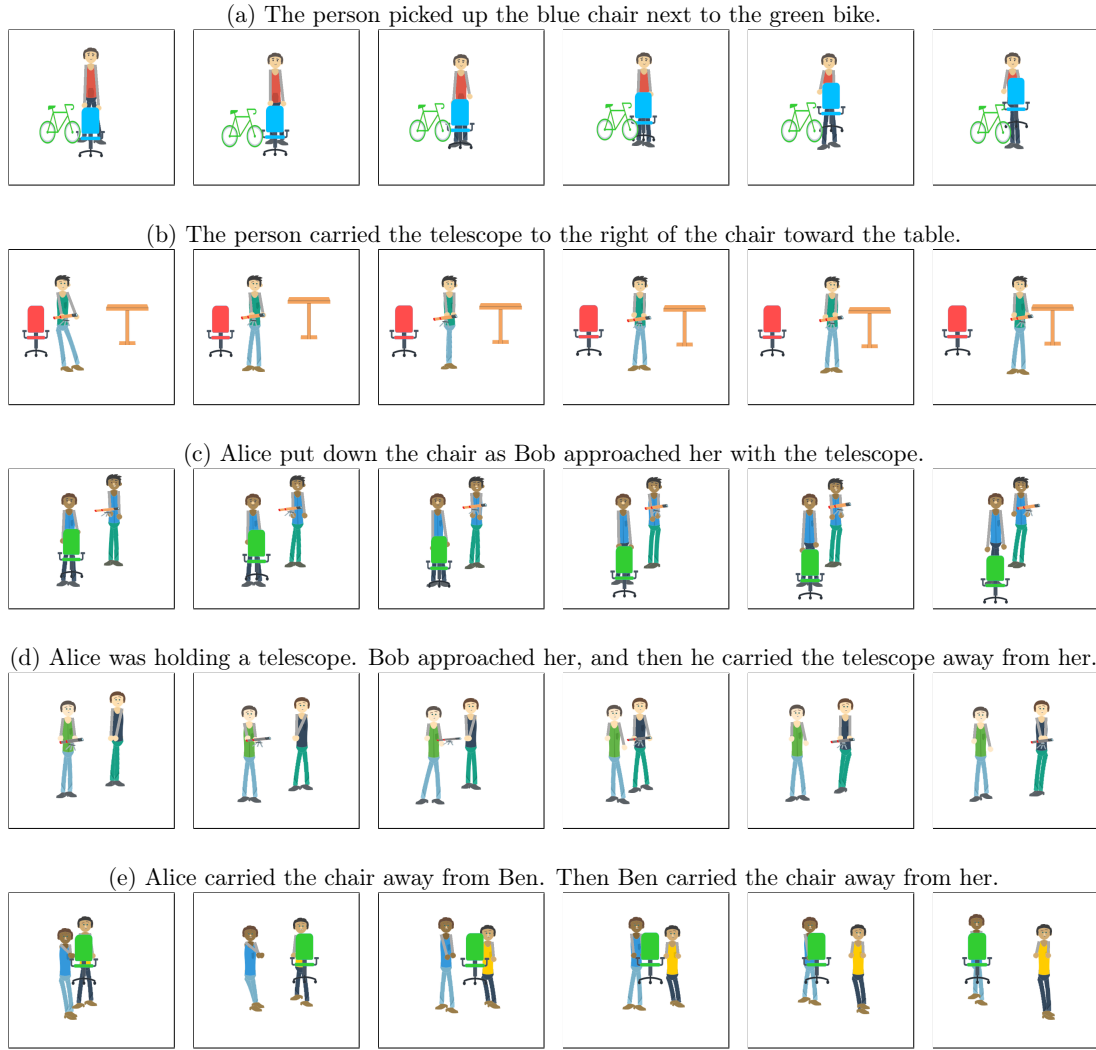 (a) The person picked up the blue chair next to the green bike.
(b) The person carried the telescope to the right of the chair toward the table.
(c) Alice put down the chair as Bob approached her with the telescope.
(d) Alice was holding a telescope. Bob approached her, and then he carried the telescope away from her.
(e) Alice carried the chair away from Ben. Then Ben carried the chair away from her.